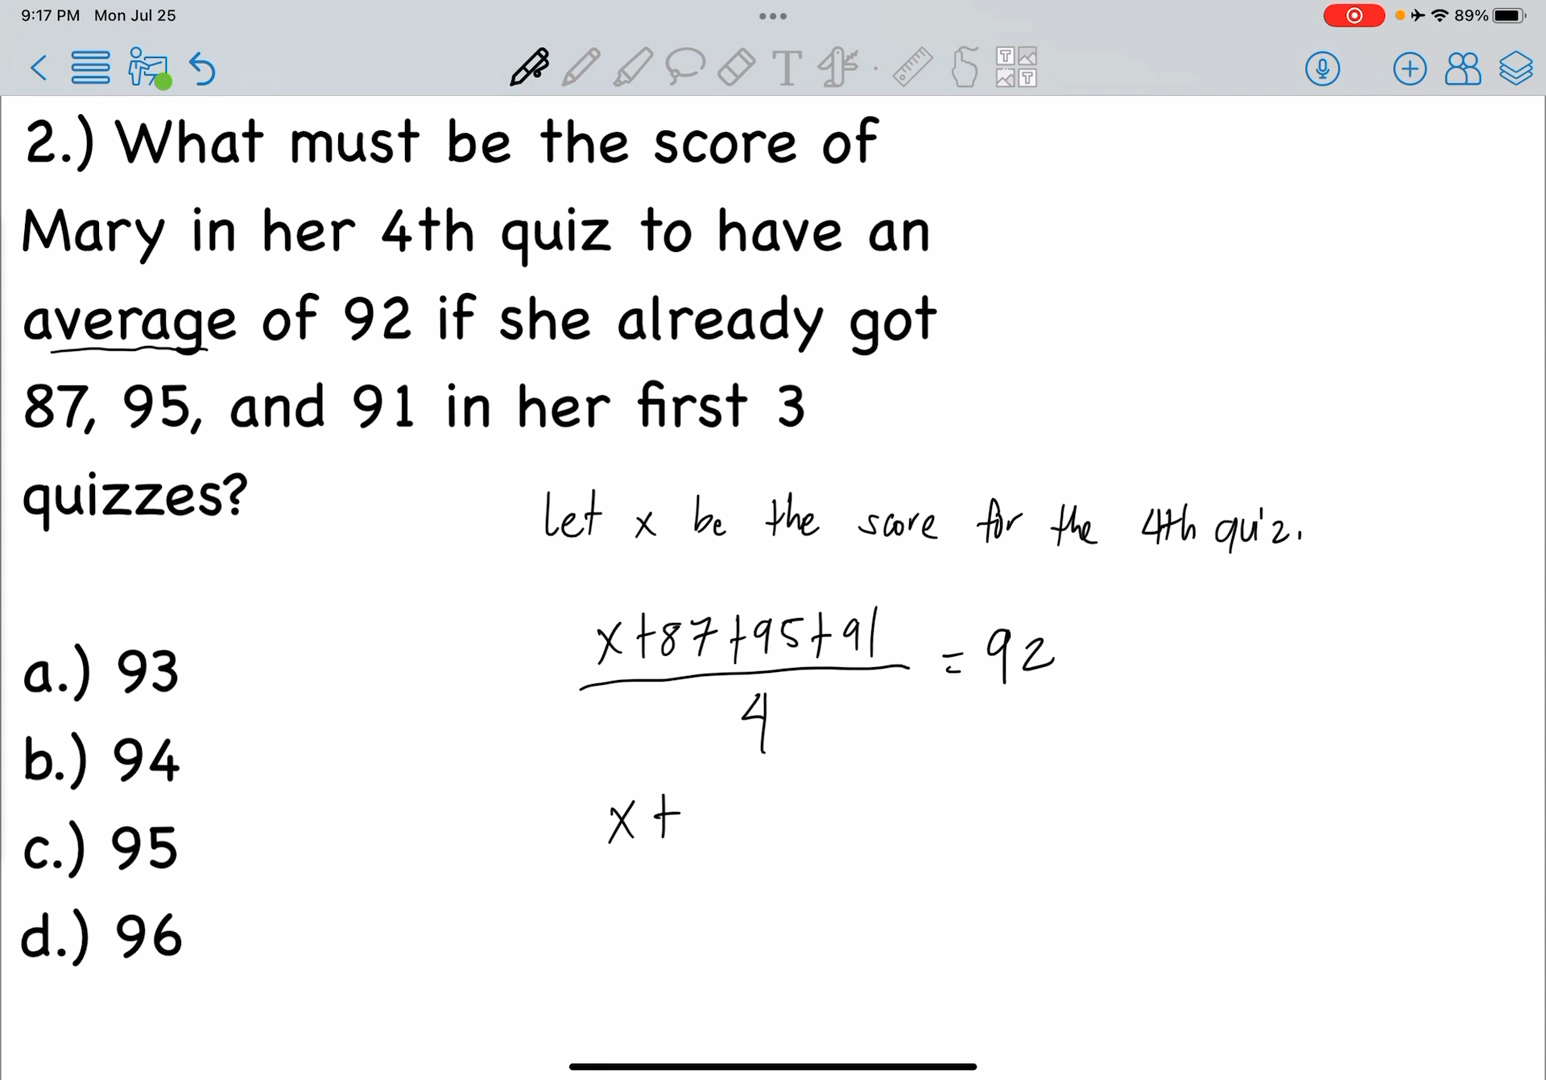 9:17 PM Mon Jul 25
89%
2.) What must be the score of
Mary in her 4th quiz to have an
average of 92 if she already got
87, 95, and 91 in her first 3
quizzes?
Let x be the score for the 4th quiz.
x+87+95+91
= 92
4
x +
a.) 93
b.) 94
c.) 95
d.) 96